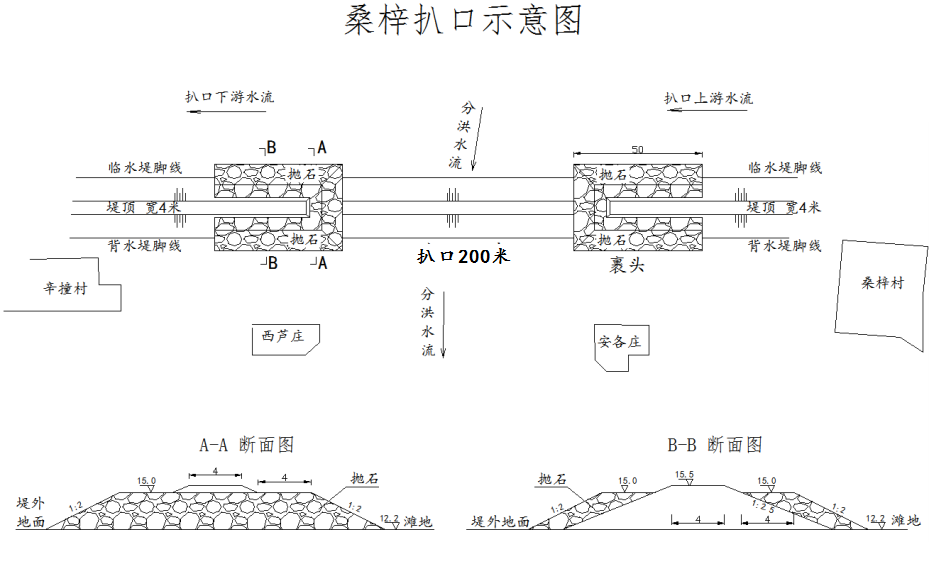 桑梓扒口示意图
扒口下游水流
分洪水流
扒口上游水流
B A
50
临水堤脚线
抛石
抛石
临水堤脚线
堤顶 宽4米
堤顶 宽4米
背水堤脚线
抛石
抛石
背水堤脚线
B A
扒口200米
裹头
辛撞村
桑梓村
分洪水流
西芦庄
安各庄
A-A 断面图
B-B 断面图
4
4
15.0
抛石
堤外地面
1:2
1:2
12.2
滩地
抛石
15.0
15.5
15.0
堤外地面
1:2
1:2.5
1:2
4
4
12.2
滩地